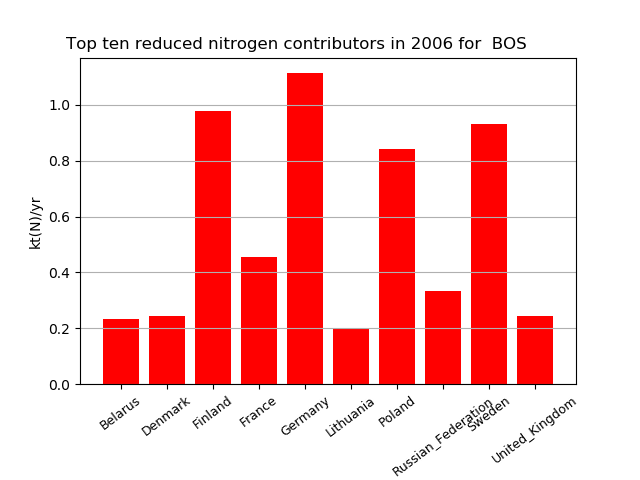 Top ten reduced nitrogen contributors in 2006 for  BOS
kt(N)/yr
1.0
0.8
0.6
0.4
0.2
0.0
Belarus
Denmark
Finland
France
Germany
Lithuania
Poland
Russian_Federation
Sweden
United_Kingdom